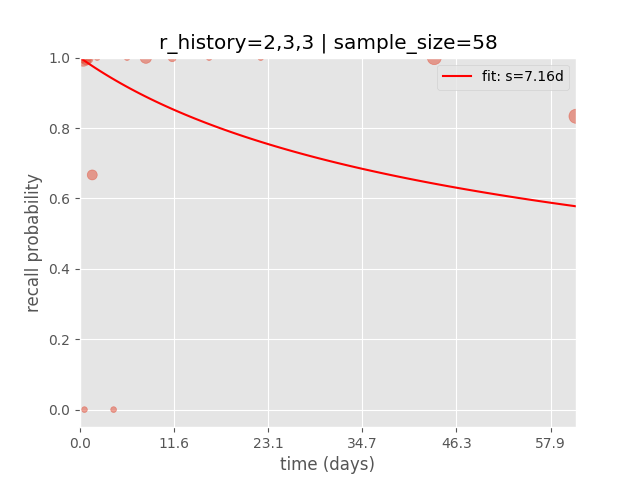 r_history=2,3,3 | sample_size=58
fit: s=7.16d
recall probability
1.0
0.8
0.6
0.4
0.2
0.0
0.0 11.6 23.1 34.7 46.3 57.9
time (days)